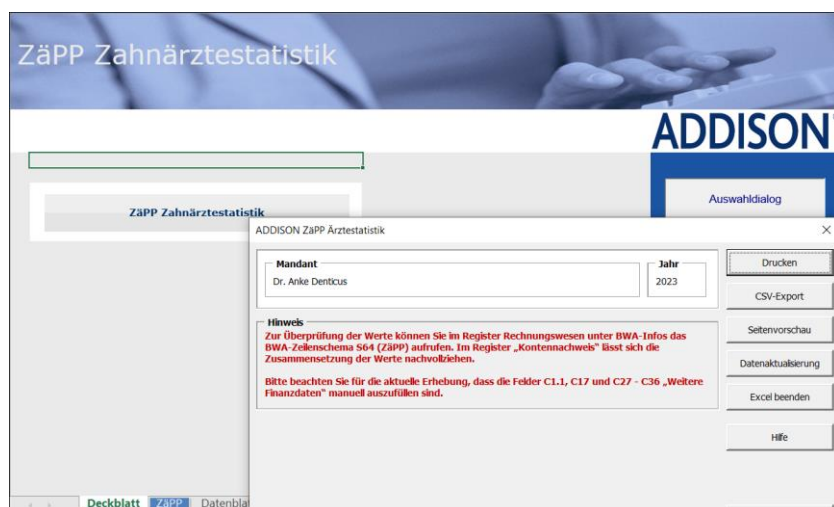 ZäPP Zahnärztestatistik
ADDISON
Auswahldialog
ZäPP Zahnärztestatistik
ADDISON ZäPP Ärztestatistik
Mandant
Dr. Anke Denticus
Jahr
2023
Drucken
CSV-Export
Hinweis
Zur Überprüfung der Werte können Sie im Register Rechnungswesen unter BWA-Infos das
BWA-Zeilenschema S64 (ZäPP) aufrufen. Im Register „Kontennachweis" lässt sich die
Zusammensetzung der Werte nachvollziehen.
Bitte beachten Sie für die aktuelle Erhebung, dass die Felder C1.1, C17 und C27 - C36 „Weitere
Finanzdaten" manuell auszufüllen sind.
Seitenvorschau
Datenaktualisierung
Excel beenden
Hilfe
Deckblatt ZäPP Datenbla